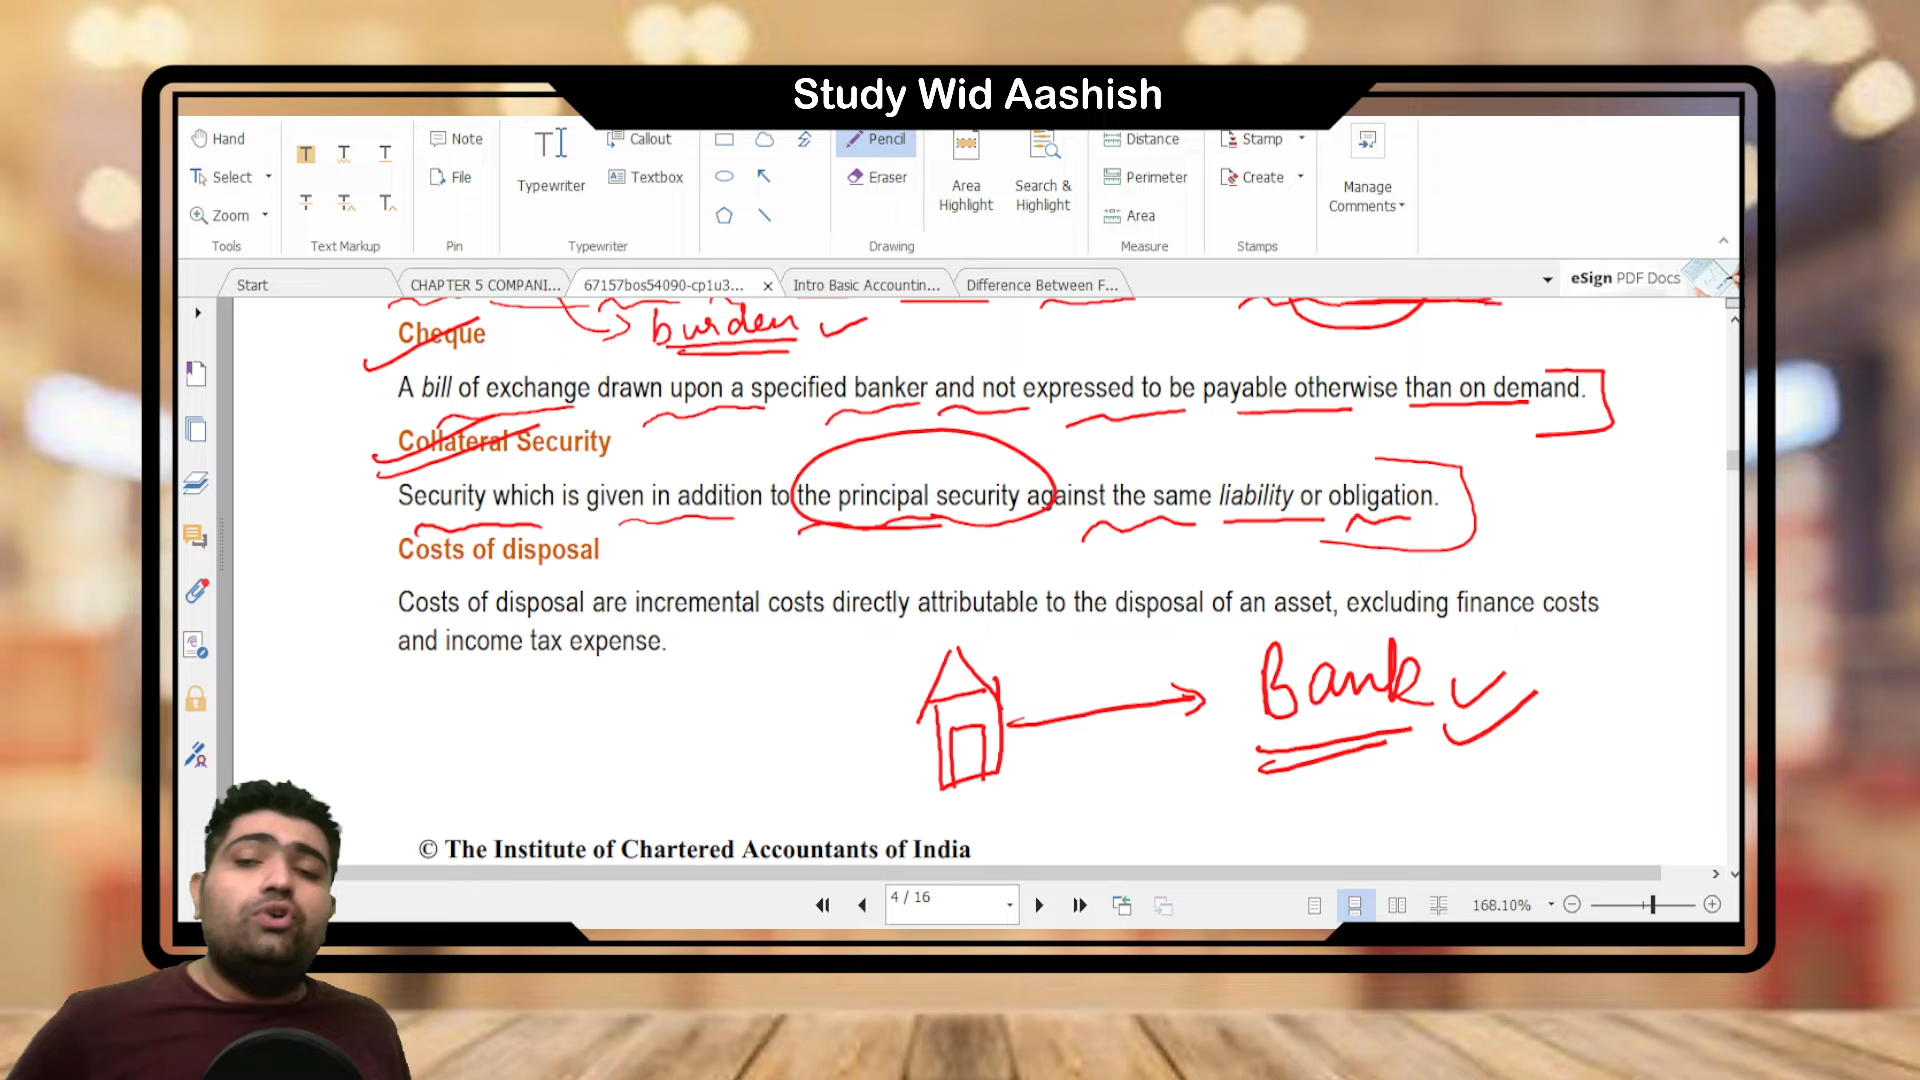 Study Wid Aashish
Hand
Select
Zoom
Tools
Text Markup
Note
File
Pin
Typewriter
Callout
Textbox
Typewriter
Pencil
Eraser
Drawing
Area
Highlight
Search &
Highlight
Distance
Perimeter
Area
Measure
Stamp
Create
Stamps
Manage
Comments
Start
CHAPTER 5 COMPANI...
67157bos54090-cp1u3...
Intro Basic Accountin...
Difference Between F...
eSign PDF Docs
burden
Cheque
A bill of exchange drawn upon a specified banker and not expressed to be payable otherwise than on demand.
Collateral Security
Security which is given in addition to the principal security against the same liability or obligation.
Costs of disposal
Costs of disposal are incremental costs directly attributable to the disposal of an asset, excluding finance costs
and income tax expense.
Bank
© The Institute of Chartered Accountants of India
4 / 16
168.10%